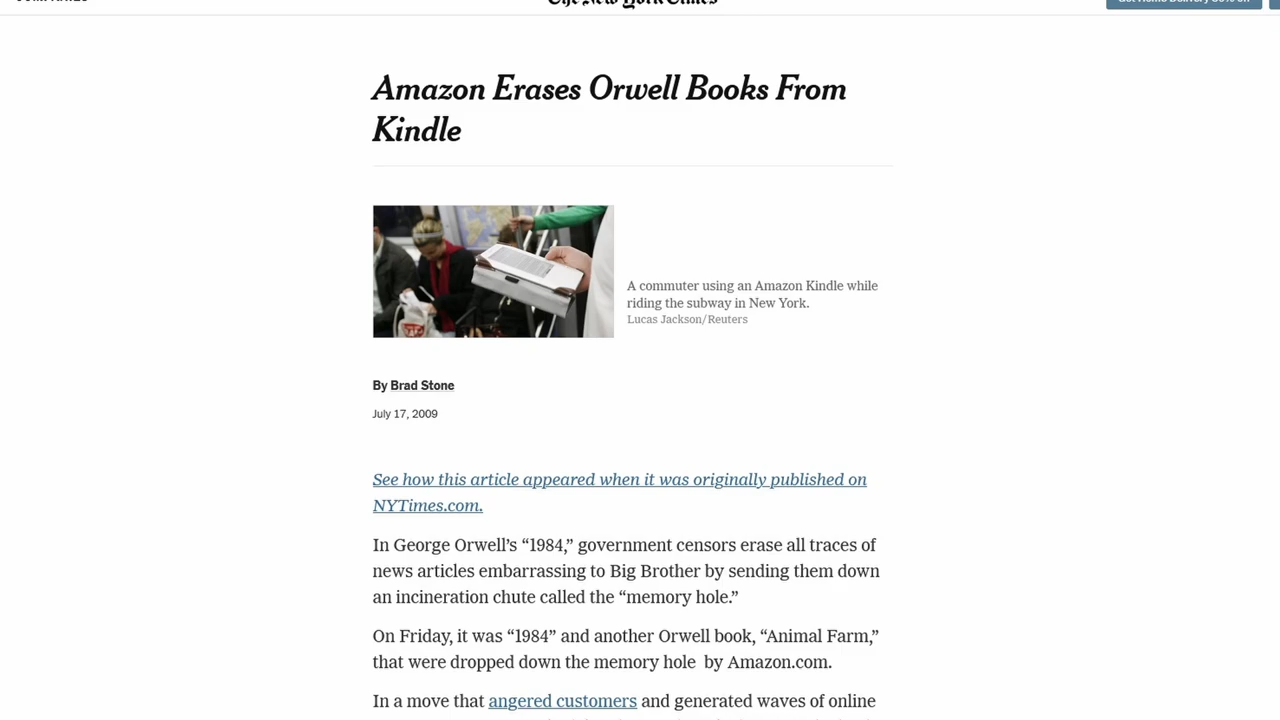 The New York Times
Amazon Erases Orwell Books From
Kindle
A commuter using an Amazon Kindle while
riding the subway in New York.
Lucas Jackson/Reuters
By Brad Stone
July 17, 2009
See how this article appeared when it was originally published on
NYTimes.com.
In George Orwell’s “1984,” government censors erase all traces of
news articles embarrassing to Big Brother by sending them down
an incineration chute called the “memory hole.”
On Friday, it was “1984” and another Orwell book, “Animal Farm,”
that were dropped down the memory hole by Amazon.com.
In a move that angered customers and generated waves of online